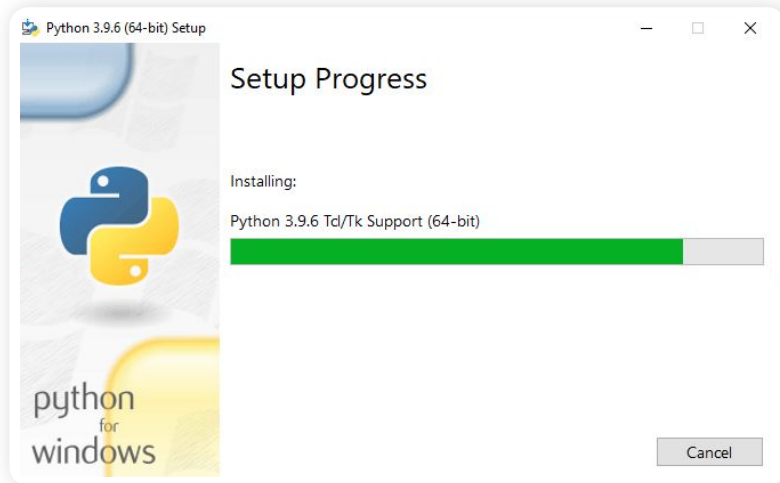 Python 3.9.6 (64-bit) Setup
Setup Progress
Installing:
Python 3.9.6 Tcl/Tk Support (64-bit)
python
for
windows
Cancel